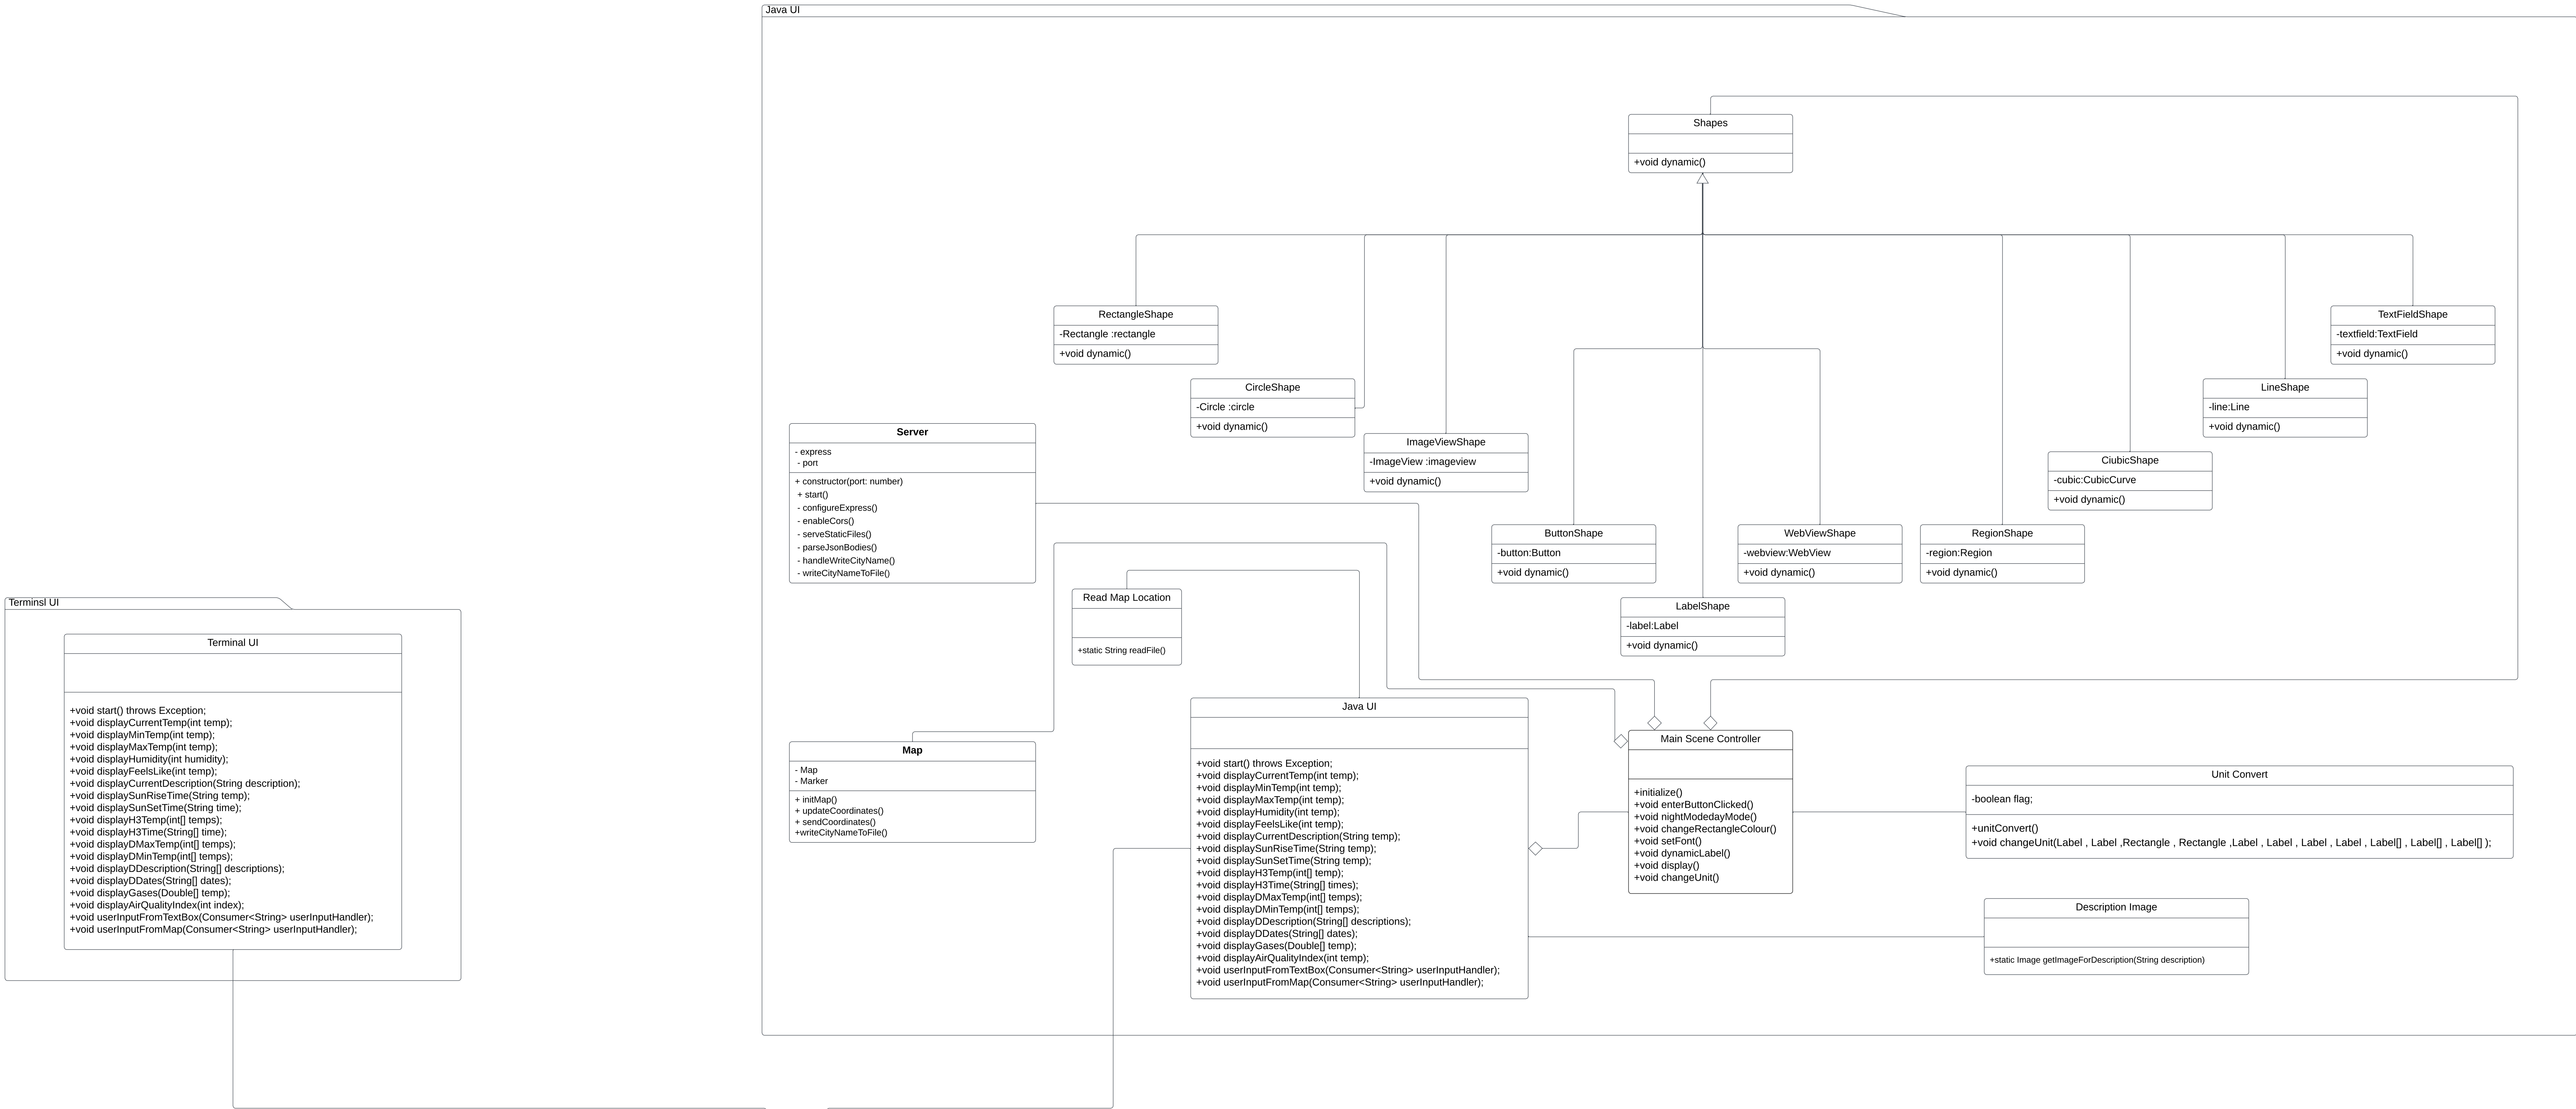 Java UI
Shapes
+void dynamic()
RectangleShape
-Rectangle :rectangle
+void dynamic()
TextFieldShape
-textfield:TextField
+void dynamic()
CircleShape
-Circle :circle
+void dynamic()
LineShape
-line:Line
+void dynamic()
ImageViewShape
-ImageView :imageview
+void dynamic()
CiubicShape
-cubic:CubicCurve
+void dynamic()
Server
- express
- port
+ constructor(port: number)
+ start()
- configureExpress()
- enableCors()
- serveStaticFiles()
- parseJsonBodies()
- handleWriteCityName()
- writeCityNameToFile()
ButtonShape
-button:Button
+void dynamic()
WebViewShape
-webview:WebView
+void dynamic()
RegionShape
-region:Region
+void dynamic()
LabelShape
-label:Label
+void dynamic()
Read Map Location
+static String readFile()
Terminsl UI
Terminal UI
+void start() throws Exception;
+void displayCurrentTemp(int temp);
+void displayMinTemp(int temp);
+void displayMaxTemp(int temp);
+void displayHumidity(int humidity);
+void displayFeelsLike(int temp);
+void displayCurrentDescription(String description);
+void displaySunRiseTime(String temp);
+void displaySunSetTime(String time);
+void displayH3Temp(int[] temps);
+void displayH3Time(String[] time);
+void displayDMaxTemp(int[] temps);
+void displayDMinTemp(int[] temps);
+void displayDDescription(String[] descriptions);
+void displayDDates(String[] dates);
+void displayGases(Double[] temp);
+void displayAirQualityIndex(int index);
+void userInputFromTextBox(Consumer<String> userInputHandler);
+void userInputFromMap(Consumer<String> userInputHandler);
Map
- Map
- Marker
+ initMap()
+ updateCoordinates()
+ sendCoordinates()
+writeCityNameToFile()
Java UI
+void start() throws Exception;
+void displayCurrentTemp(int temp);
+void displayMinTemp(int temp);
+void displayMaxTemp(int temp);
+void displayHumidity(int temp);
+void displayFeelsLike(int temp);
+void displayCurrentDescription(String temp);
+void displaySunRiseTime(String temp);
+void displaySunSetTime(String temp);
+void displayH3Temp(int[] temp);
+void displayH3Time(String[] times);
+void displayDMaxTemp(int[] temps);
+void displayDMinTemp(int[] temps);
+void displayDDescription(String[] descriptions);
+void displayDDates(String[] dates);
+void displayGases(Double[] temp);
+void displayAirQualityIndex(int temp);
+void userInputFromTextBox(Consumer<String> userInputHandler);
+void userInputFromMap(Consumer<String> userInputHandler);
Main Scene Controller
+initialize()
+void enterButtonClicked()
+void nightModedayMode()
+void changeRectangleColour()
+void setFont()
+void dynamicLabel()
+void display()
+void changeUnit()
Unit Convert
-boolean flag;
+unitConvert()
+void changeUnit(Label , Label ,Rectangle , Rectangle ,Label , Label , Label , Label , Label[] , Label[] , Label[] );
Description Image
+static Image getImageForDescription(String description)